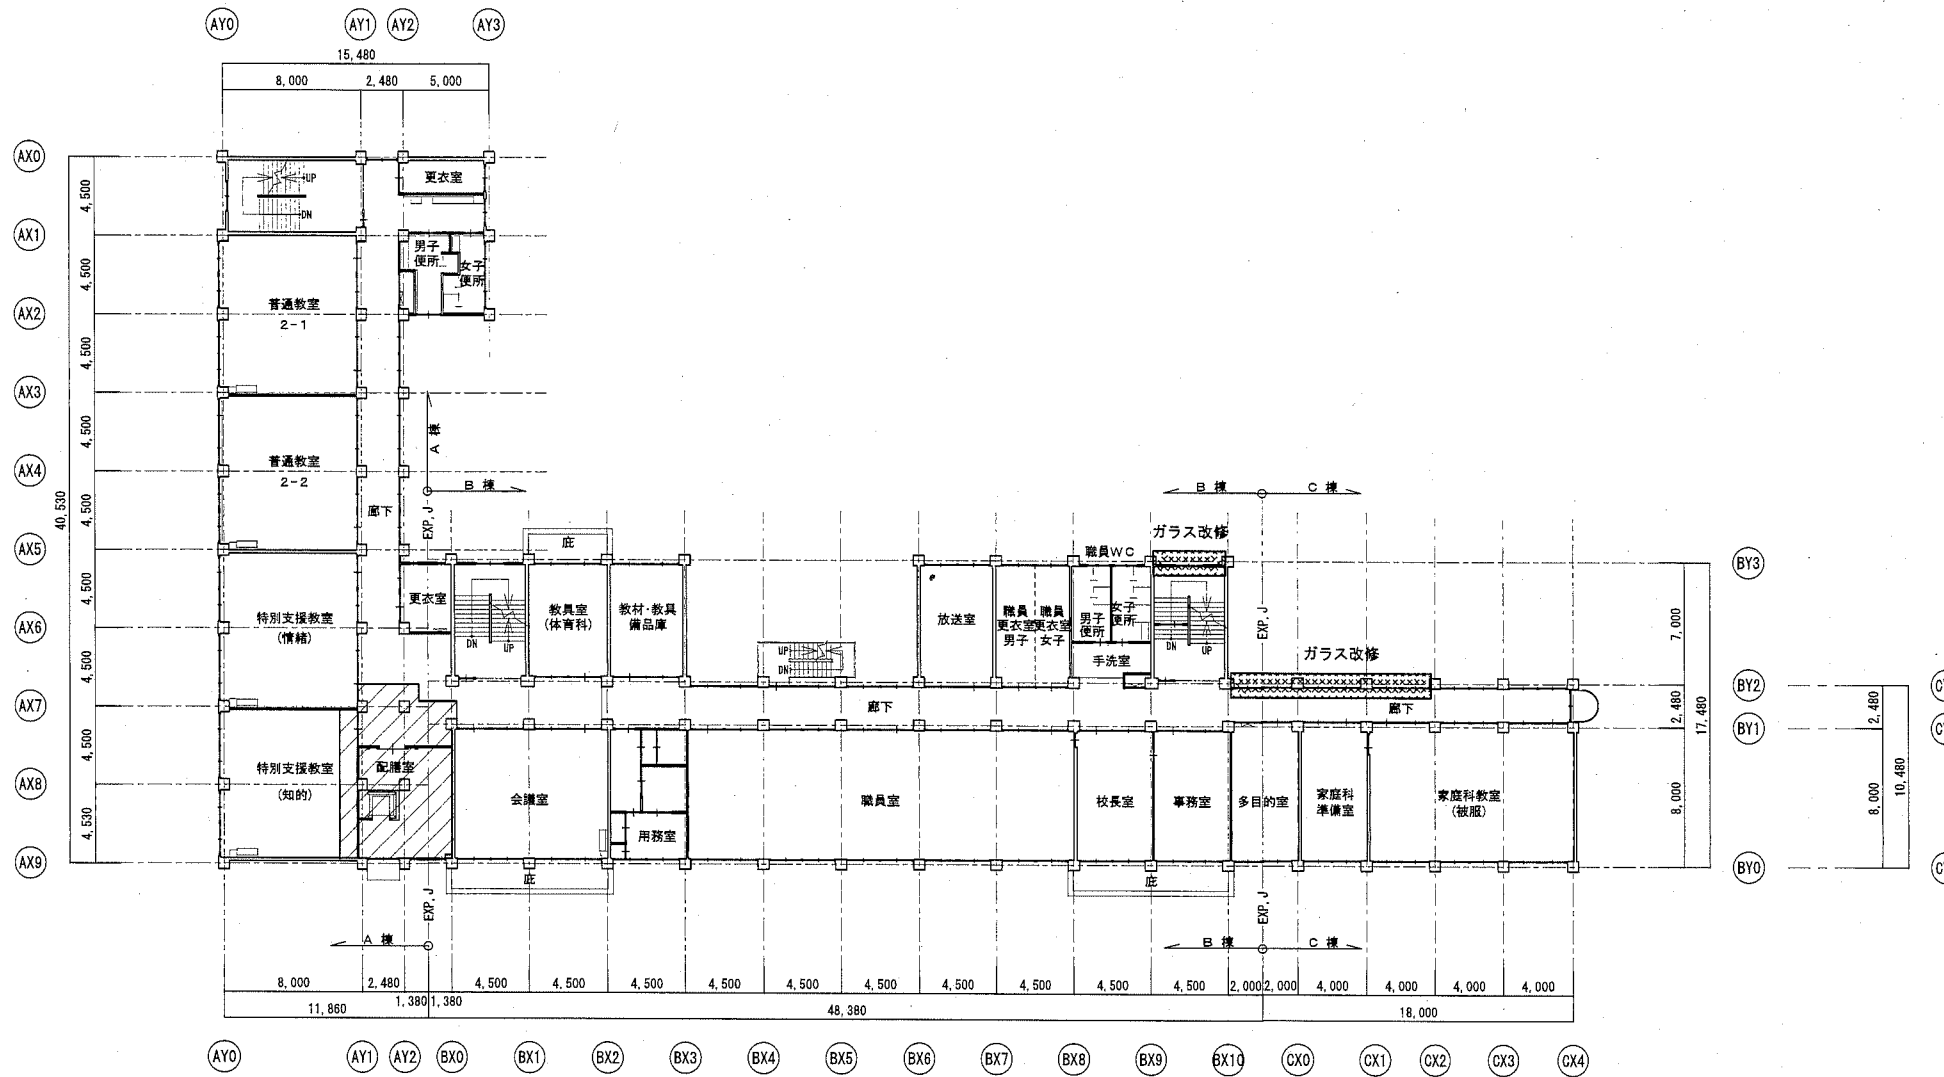 AY0 AY1 AY2 AY3
15,480
8,000 2,480 5,000
AX0
AX1
AX2
AX3
AX4
AX5
AX6
AX7
AX8
AX9
4,500
4,500
4,500
4,500
4,500
4,500
4,500
4,500
4,530
40,530
UP
DN
更衣室
男子
便所
女子
便所
普通教室
2-1
普通教室
2-2
廊下
A 棟
B 棟
EXP,J
特別支援教室
(情緒)
特別支援教室
(知的)
配膳室
更衣室
DN UP
庇
教具室
(体育科)
教材・教具
備品庫
UP
DN
放送室
職員
更衣室
男子
職員
更衣室
女子
職員WC
男子
便所
女子
便所
手洗室
ガラス改修
DN UP
B 棟 C 棟
EXP,J
ガラス改修
廊下
廊下
会議室
用務室
職員室
校長室
事務室
多目的室
家庭科
準備室
家庭科教室
(被服)
庇
庇
EXP,J
EXP,J
A 棟
B 棟 C 棟
BY3
BY2
BY1
BY0
7,000
2,480
8,000
17,480
2,480
8,000
10,480
8,000 2,480 1,380 1,380 4,500 4,500 4,500 4,500 4,500 4,500 4,500 4,500 4,500 4,500 2,000 2,000 4,000 4,000 4,000 4,000
11,860 48,380 18,000
AY0 AY1 AY2 BX0 BX1 BX2 BX3 BX4 BX5 BX6 BX7 BX8 BX9 BX10 CX0 CX1 CX2 CX3 CX4